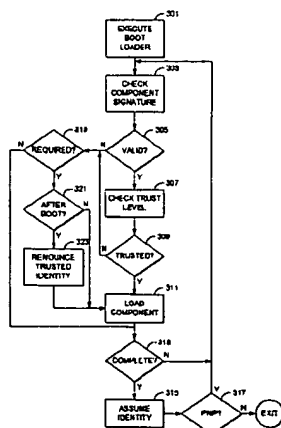 301
EXECUTE
BOOT
LOADER
303
CHECK
COMPONENT
SIGNATURE
319
REQUIRED?
N
N
305
VALID?
Y
Y
321
AFTER
BOOT?
N
307
CHECK TRUST
LEVEL
Y
323
RENOUNCE
TRUSTED
IDENTITY
N
309
TRUSTED?
Y
311
LOAD
COMPONENT
COMPLETE?
N
Y
315
ASSUME
IDENTITY
Y
317
PNP?
N
EXIT